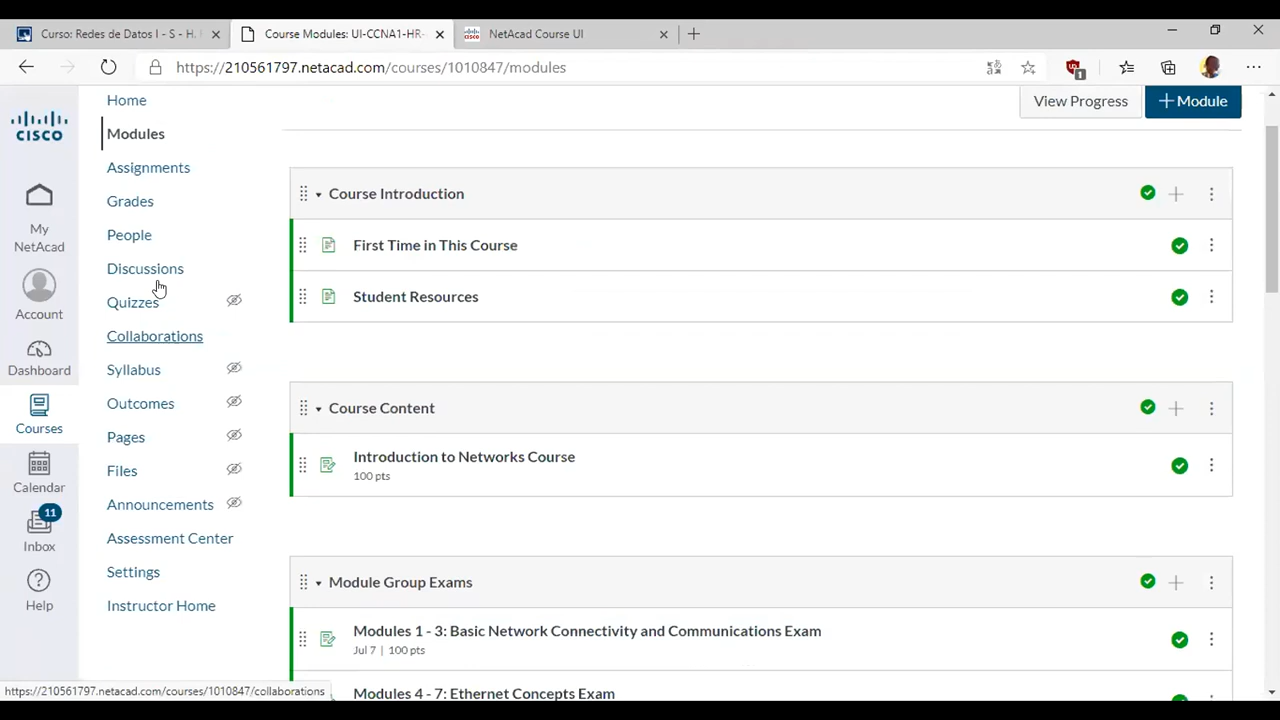 Curso: Redes de Datos I - S - H.
Course Modules: UI-CCNA1-HR-
NetAcad Course UI
https://210561797.netacad.com/courses/1010847/modules
1
CISCO
My
NetAcad
Account
Dashboard
Courses
Calendar
11
Inbox
Help
Home
Modules
Assignments
Grades
People
Discussions
Quizzes
Collaborations
Syllabus
Outcomes
Pages
Files
Announcements
Assessment Center
Settings
Instructor Home
View Progress
+ Module
Course Introduction
First Time in This Course
Student Resources
Course Content
Introduction to Networks Course
100 pts
Module Group Exams
Modules 1 - 3: Basic Network Connectivity and Communications Exam
Jul 7 | 100 pts
Modules 4 - 7: Ethernet Concepts Exam
https://210561797.netacad.com/courses/1010847/collaborations